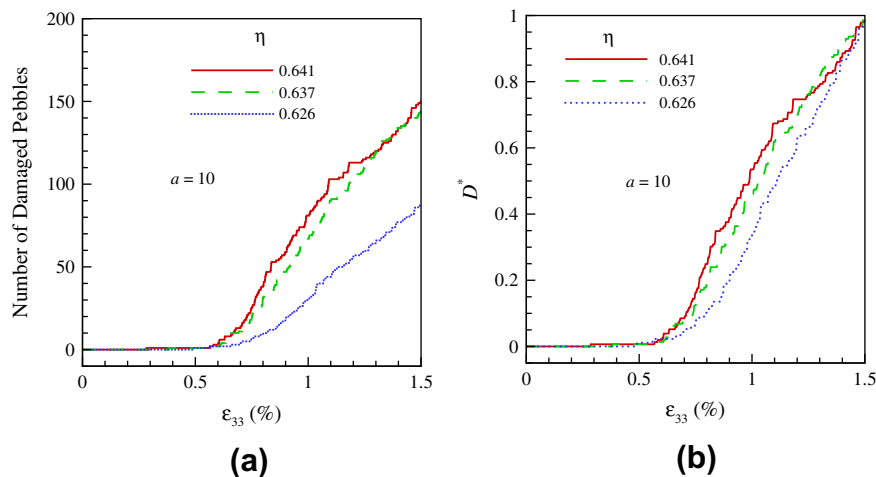 Number of Damaged Pebbles
200
150
100
50
0
η
0.641
0.637
0.626
a = 10
0
0.5
1
1.5
ε33 (%)
(a)
D*
1
0.8
0.6
0.4
0.2
0
η
0.641
0.637
0.626
a = 10
0
0.5
1
1.5
ε33 (%)
(b)